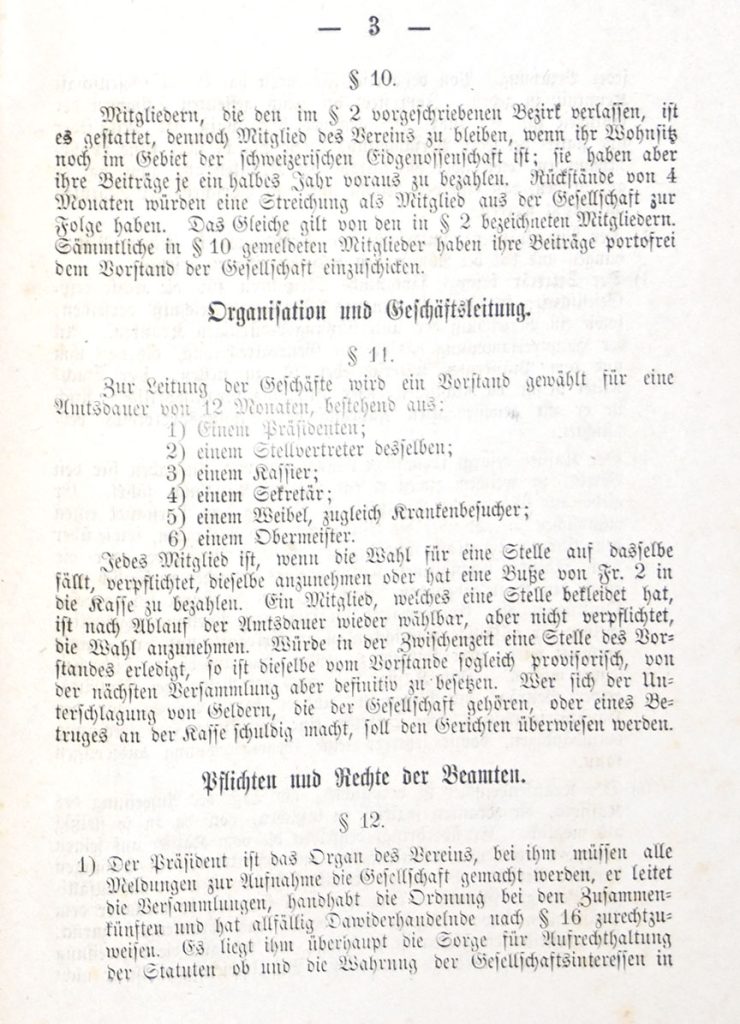 — 3 —
§ 10.
Mitgliedern, die den im § 2 vorgeschriebenen Bezirk verlassen, ist
es gestattet, dennoch Mitglied des Vereins zu bleiben, wenn ihr Wohnsitz
noch im Gebiet der schweizerischen Eidgenossenschaft ist; sie haben aber
ihre Beiträge je ein halbes Jahr voraus zu bezahlen. Rückstände von 4
Monaten würden eine Streichung als Mitglied aus der Gesellschaft zur
Folge haben. Das Gleiche gilt von den in § 2 bezeichneten Mitgliedern.
Sämmtliche in § 10 gemeldeten Mitglieder haben ihre Beiträge portofrei
dem Vorstand der Gesellschaft einzuschicken.
Organisation und Geschäftsleitung.
§ 11.
Zur Leitung der Geschäfte wird ein Vorstand gewählt für eine
Amtsdauer von 12 Monaten, bestehend aus:
1) Einem Präsidenten;
2) einem Stellvertreter desselben;
3) einem Kassier;
4) einem Sekretär;
5) einem Weibel, zugleich Krankenbesucher;
6) einem Obermeister.
Jedes Mitglied ist, wenn die Wahl für eine Stelle auf dasselbe
fällt, verpflichtet, dieselbe anzunehmen oder hat eine Buße von Fr. 2 in
die Kasse zu bezahlen. Ein Mitglied, welches eine Stelle bekleidet hat,
ist nach Ablauf der Amtsdauer wieder wählbar, aber nicht verpflichtet,
die Wahl anzunehmen. Würde in der Zwischenzeit eine Stelle des Vor-
standes erledigt, so ist dieselbe vom Vorstande sogleich provisorisch, von
der nächsten Versammlung aber definitiv zu besetzen. Wer sich der Un-
terschlagung von Geldern, die der Gesellschaft gehören, oder eines Be-
truges an der Kasse schuldig macht, soll den Gerichten überwiesen werden.
Pflichten und Rechte der Beamten.
§ 12.
1) Der Präsident ist das Organ des Vereins, bei ihm müssen alle
Meldungen zur Aufnahme die Gesellschaft gemacht werden, er leitet
die Versammlungen, handhabt die Ordnung bei den Zusammen-
künften und hat allfällig Dawiderhandelnde nach § 16 zurechtzu-
weisen. Es liegt ihm überhaupt die Sorge für Aufrechthaltung
der Statuten ob und die Wahrung der Gesellschaftsinteressen in